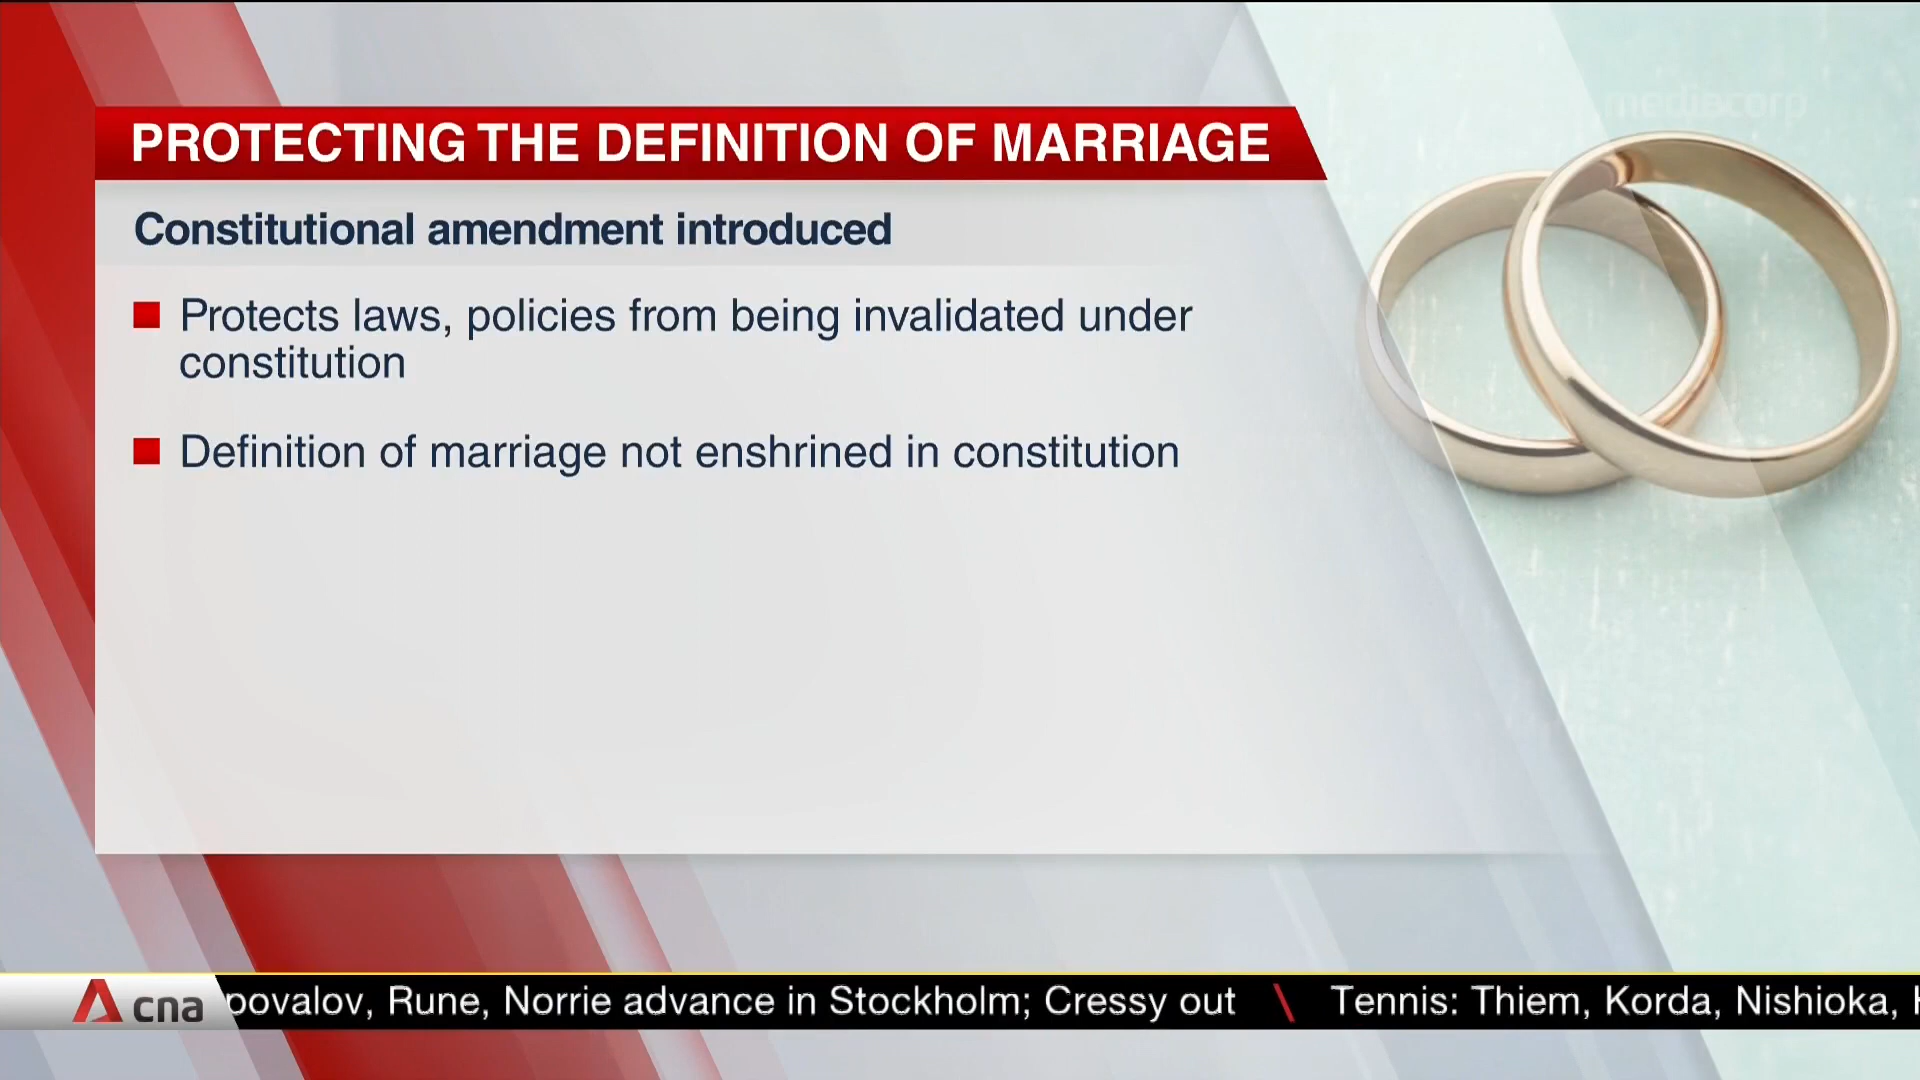 mediacorp
PROTECTING THE DEFINITION OF MARRIAGE
Constitutional amendment introduced
Protects laws, policies from being invalidated under
constitution
Definition of marriage not enshrined in constitution
cna povalov, Rune, Norrie advance in Stockholm; Cressy out \ Tennis: Thiem, Korda, Nishioka,